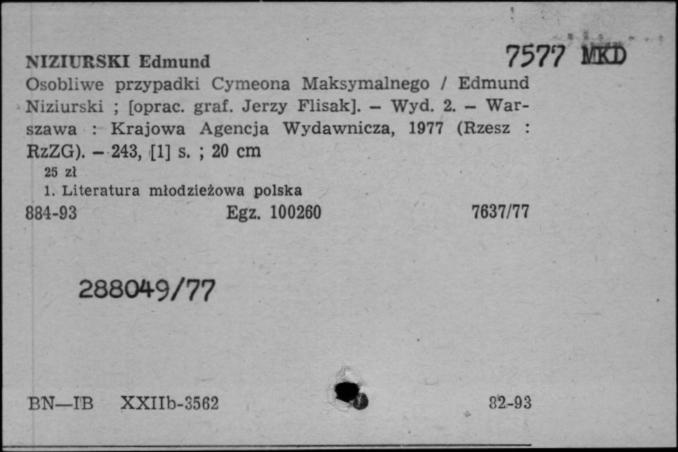 NIZIURSKI Edmund 7577 MKD
Osobliwe przypadki Cymeona Maksymalnego / Edmund
Niziurski ; [oprac. graf. Jerzy Flisak]. — Wyd. 2. — War-
szawa : Krajowa Agencja Wydawnicza, 1977 (Rzesz :
RzZG). — 243, [1] s. ; 20 cm
25 zł
1. Literatura młodzieżowa polska
884-93 Egz. 100260 7637/77
288049/77
BN—IB XXIIb-3562 82-93